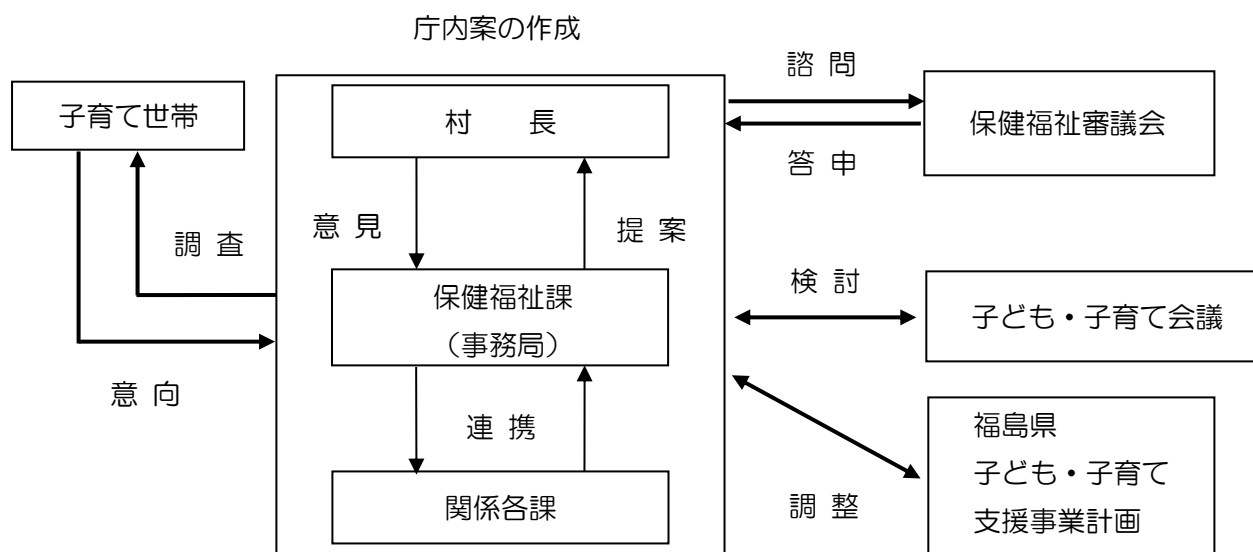 庁内案の作成
子育て世帯
村　　長
諮 問
保健福祉審議会
答 申
意 見
提 案
調 査
保健福祉課
（事務局）
検 討
子ども・子育て会議
意 向
連 携
関係各課
調 整
福島県
子ども・子育て
支援事業計画